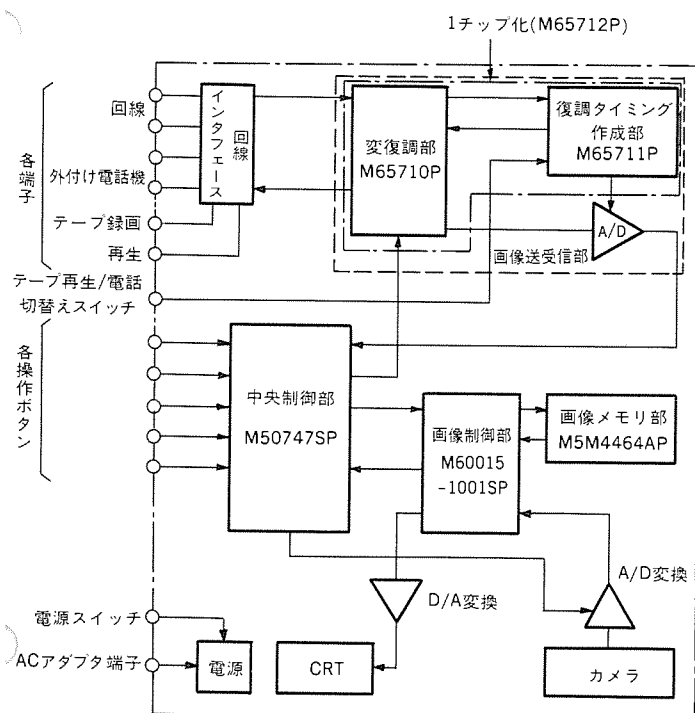 1チップ化(M65712P)
回線
インタフェース
回線
変復調部
M65710P
復調タイミング
作成部
M65711P
各端子
外付け電話機
テープ録画
再生
A/D
画像送受信部
テープ再生/電話
切替えスイッチ
各操作ボタン
中央制御部
M50747SP
画像制御部
M60015
-1001SP
画像メモリ部
M5M4464AP
A/D変換
D/A変換
電源スイッチ
ACアダプタ端子
電源
CRT
カメラ